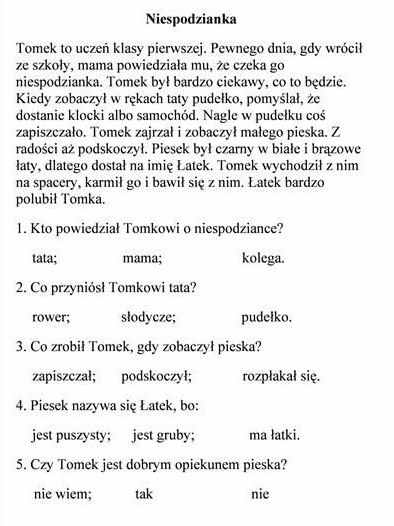 Niespodzianka
Tomek to uczeń klasy pierwszej. Pewnego dnia, gdy wrócił
ze szkoły, mama powiedziała mu, że czeka go
niespodzianka. Tomek był bardzo ciekawy, co to będzie.
Kiedy zobaczył w rękach taty pudełko, pomyślał, że
dostanie klocki albo samochód. Nagle w pudełku coś
zapiszczało. Tomek zajrzał i zobaczył małego pieska. Z
radości aż podskoczył. Piesek był czarny w białe i brązowe
łaty, dlatego dostał na imię Łatek. Tomek wychodził z nim
na spacery, karmił go i bawił się z nim. Łatek bardzo
polubił Tomka.
1. Kto powiedział Tomkowi o niespodziance?
tata; mama; kolega.
2. Co przyniósł Tomkowi tata?
rower; słodycze; pudełko.
3. Co zrobił Tomek, gdy zobaczył pieska?
zapiszczał; podskoczył; rozpłakał się.
4. Piesek nazywa się Łatek, bo:
jest puszysty; jest gruby; ma łatki.
5. Czy Tomek jest dobrym opiekunem pieska?
nie wiem; tak nie